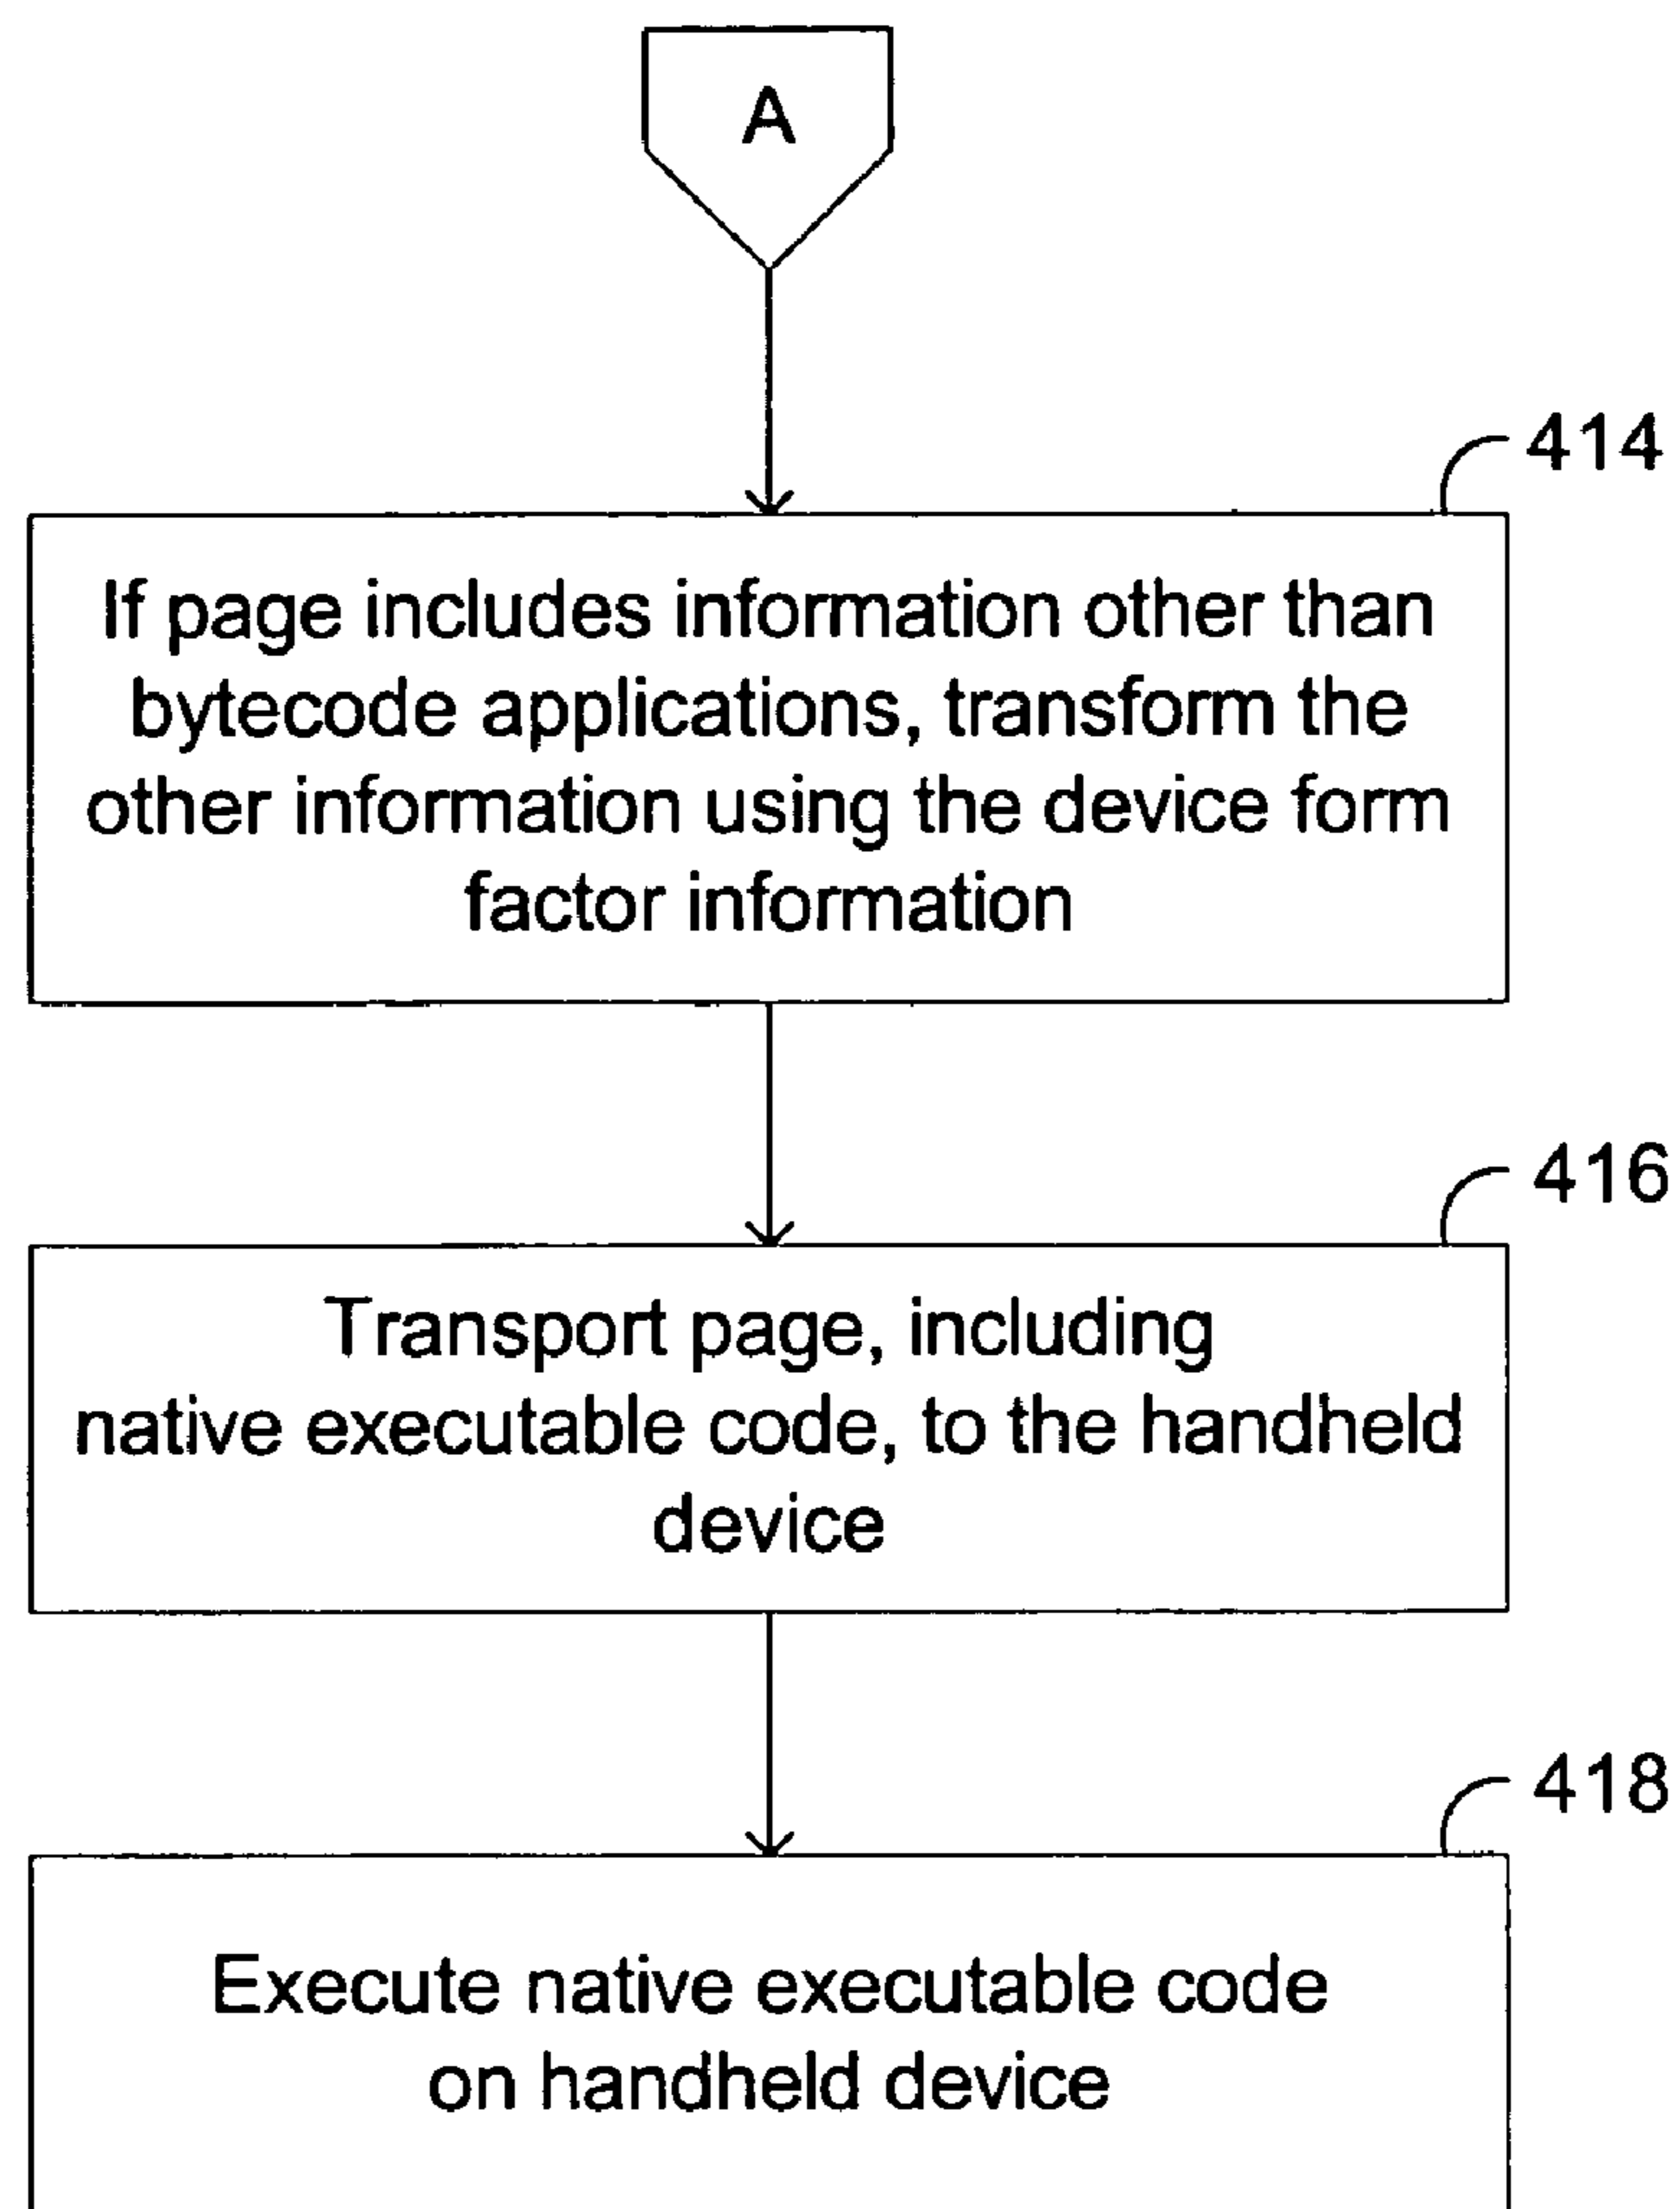 A
414
If page includes information other than
bytecode applications, transform the
other information using the device form
factor information
416
Transport page, including
native executable code, to the handheld
device
418
Execute native executable code
on handheld device